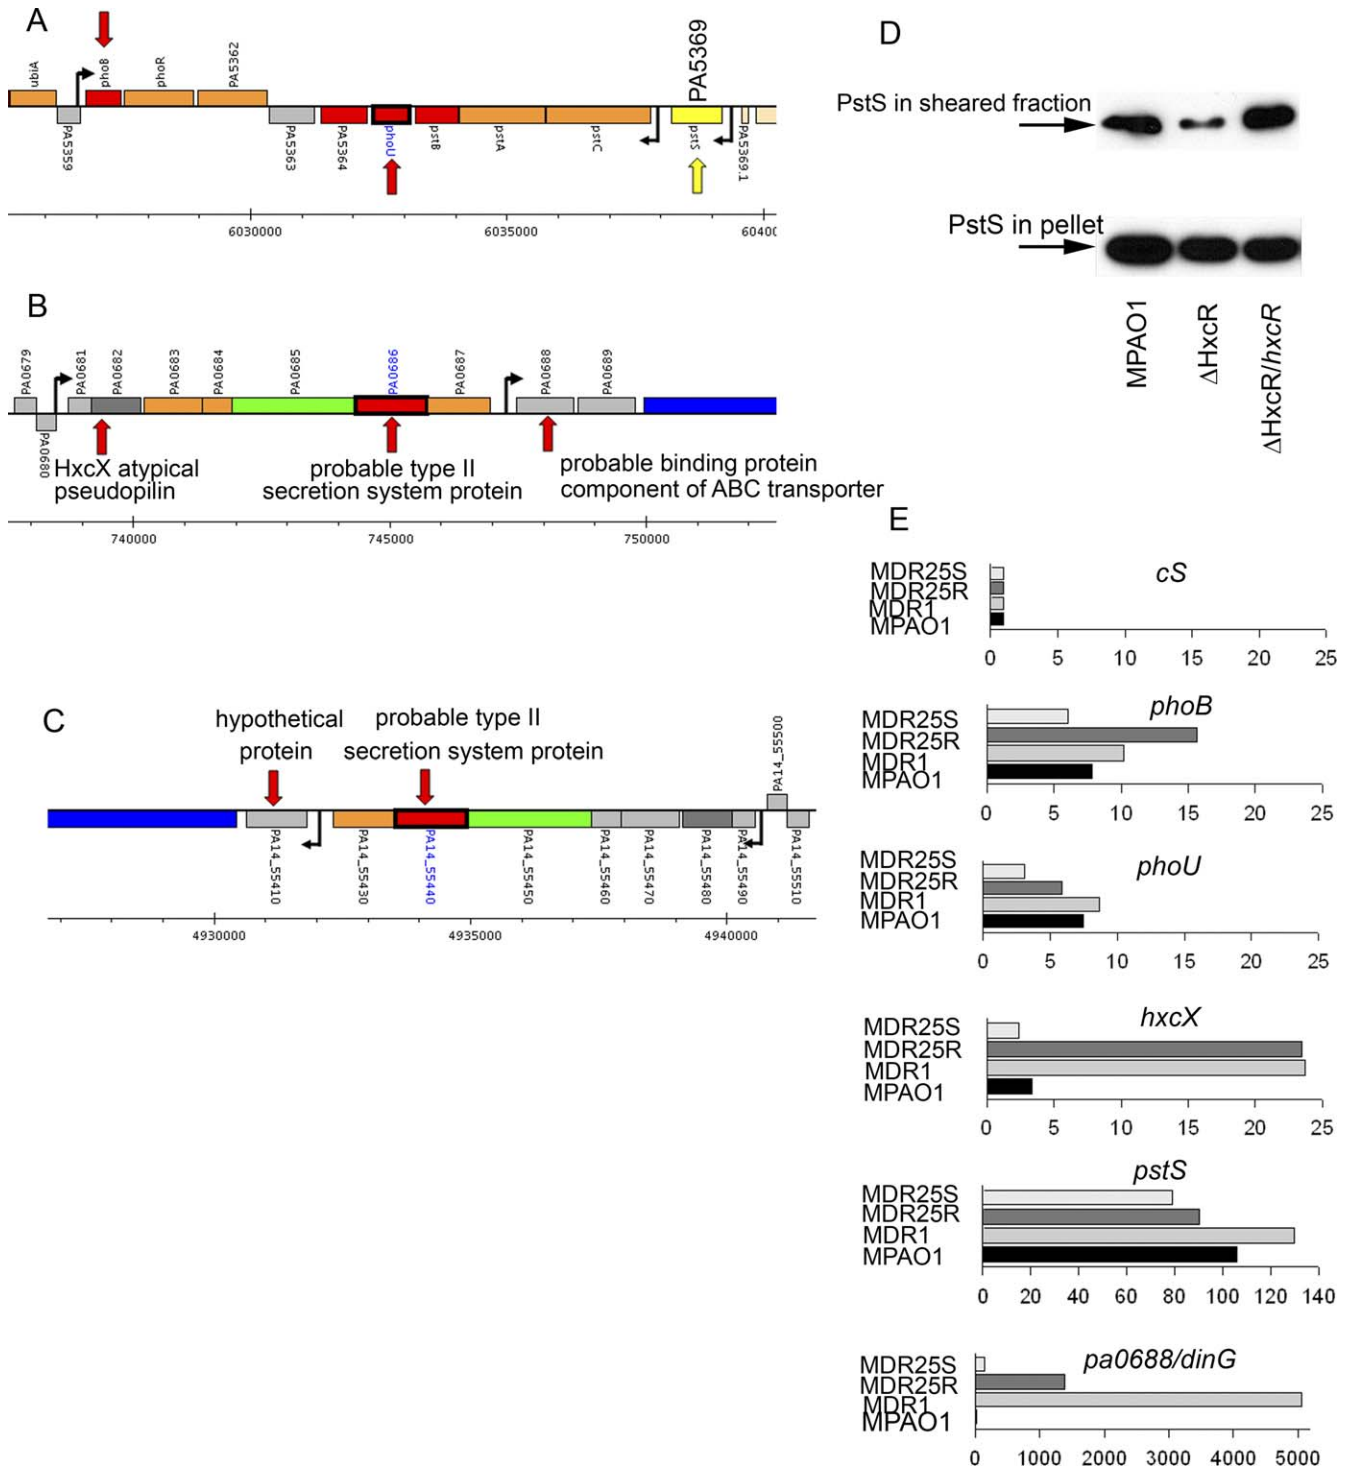 A
ubiA
phoB
phoR
PA5362
PA5369
PA5359
PA5363
PA5364
phoU
pstB
pstA
pstC
pstS
PA5369.1
6030000
6035000
60400
B
PA0679
PA0681
PA0682
PA0683
PA0684
PA0685
PA0686
PA0687
PA0688
PA0689
PA0680
HxcX atypical
pseudopilin
probable type II
secretion system protein
probable binding protein
component of ABC transporter
740000
745000
750000
C
hypothetical
protein
probable type II
secretion system protein
PA14_55500
PA14_55410
PA14_55430
PA14_55440
PA14_55450
PA14_55460
PA14_55470
PA14_55480
PA14_55490
PA14_55510
4930000
4935000
4940000
D
PstS in sheared fraction
PstS in pellet
MPAO1
ΔHxcR
ΔHxcR/hxcR
E
cS
MDR25S
MDR25R
MDR1
MPAO1
0 5 10 15 20 25
phoB
MDR25S
MDR25R
MDR1
MPAO1
0 5 10 15 20 25
phoU
MDR25S
MDR25R
MDR1
MPAO1
0 5 10 15 20 25
hxcX
MDR25S
MDR25R
MDR1
MPAO1
0 5 10 15 20 25
pstS
MDR25S
MDR25R
MDR1
MPAO1
0 20 40 60 80 100 120 140
pa0688/dinG
MDR25S
MDR25R
MDR1
MPAO1
0 1000 2000 3000 4000 5000